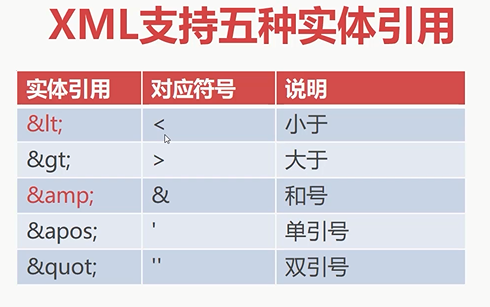 XML支持五种实体引用
实体引用 对应符号 说明
&lt; < 小于
&gt; > 大于
&amp; & 和号
&apos; ' 单引号
&quot; '' 双引号